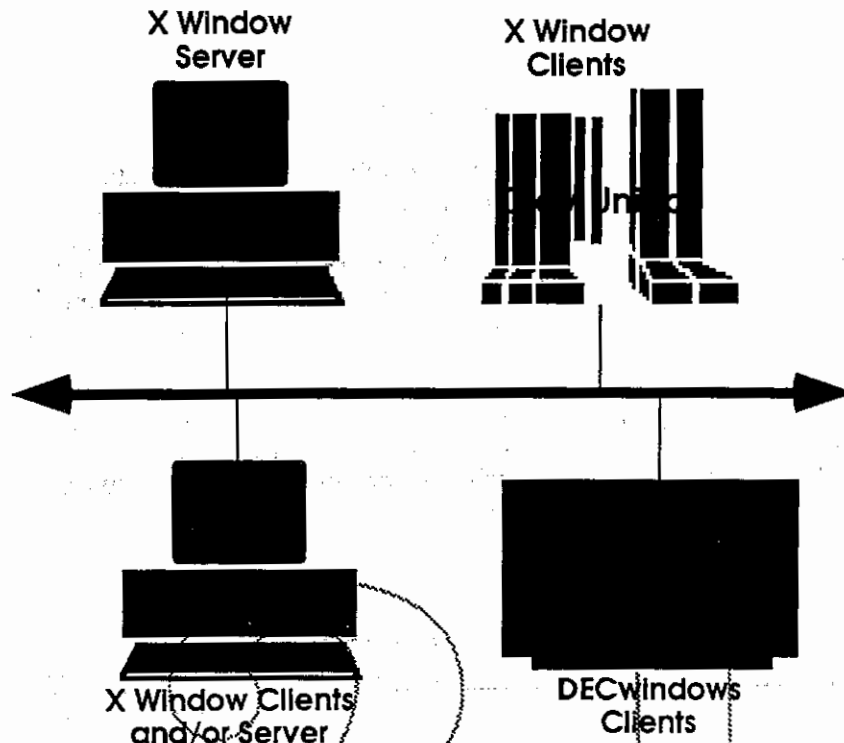 X Window
Server
X Window
Clients
X Window Clients
and/or Server
DECwindows
Clients